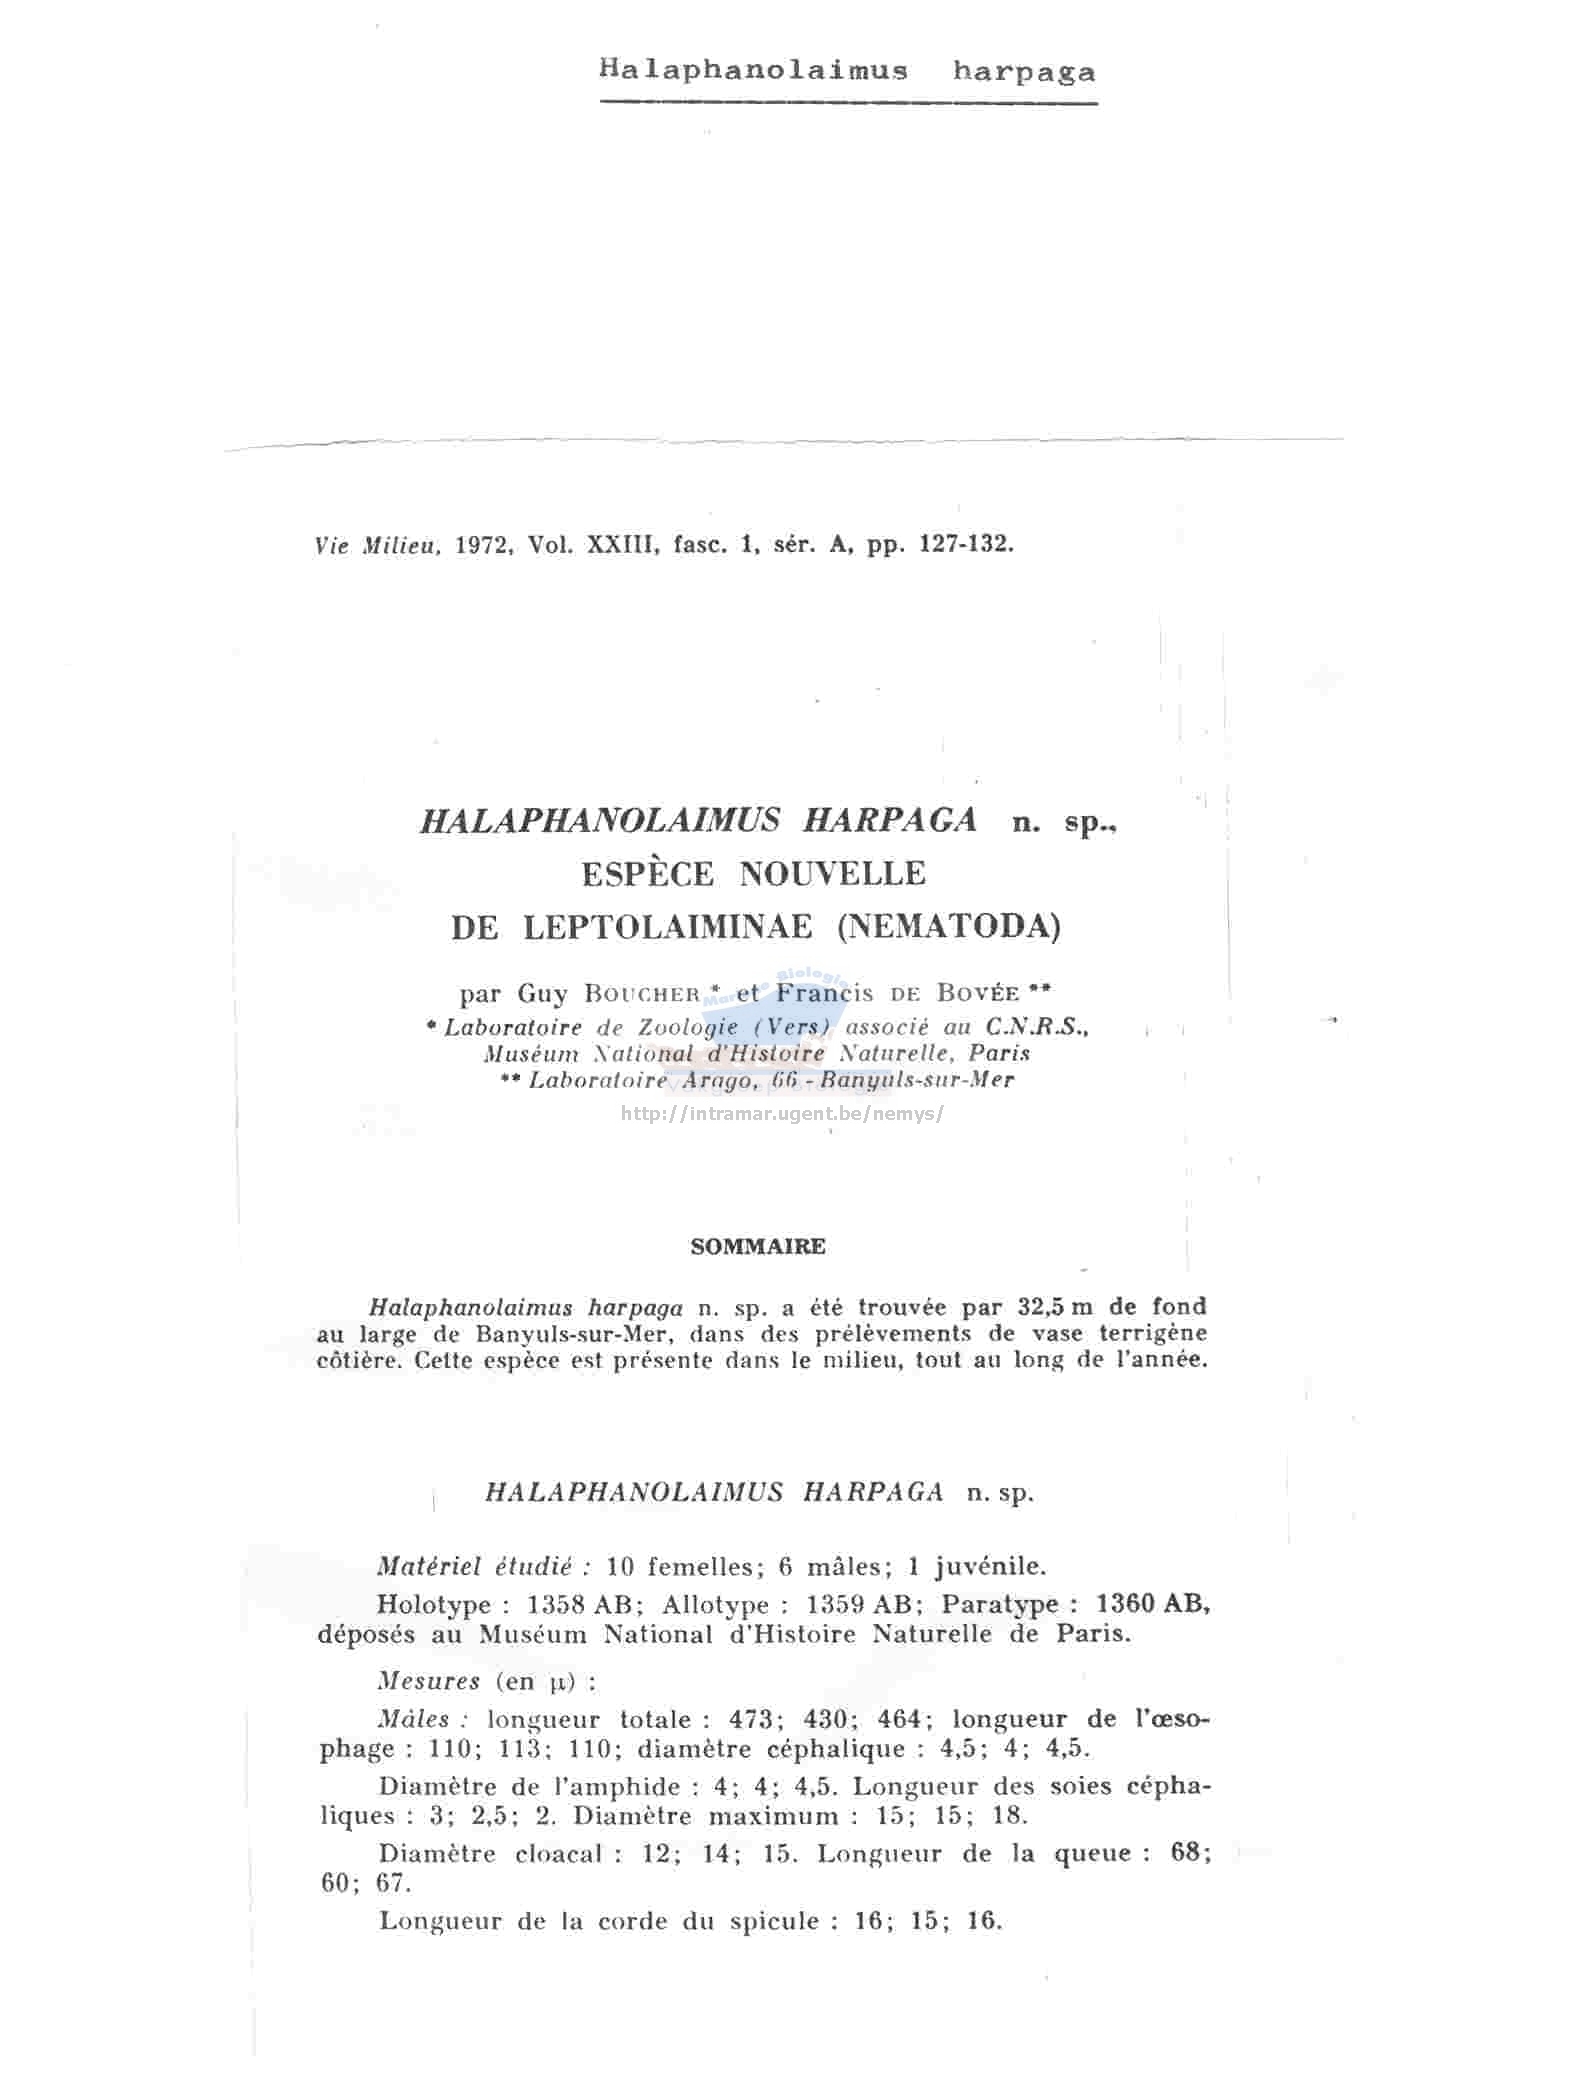 Halaphanolaimus harpaga
Vie Milieu, 1972, Vol. XXIII, fasc. 1, sér. A, pp. 127-132.
HALAPHANOLAIMUS HARPAGA n. sp.,
ESPÈCE NOUVELLE
DE LEPTOLAIMINAE (NEMATODA)
par Guy BOUCHER * et Francis DE BOVÉE **
* Laboratoire de Zoologie (Vers) associé au C.N.R.S.,
Muséum National d'Histoire Naturelle, Paris
** Laboratoire Arago, 66 - Banyuls-sur-Mer
http://intramar.ugent.be/nemys/
SOMMAIRE
Halaphanolaimus harpaga n. sp. a été trouvée par 32,5 m de fond
au large de Banyuls-sur-Mer, dans des prélèvements de vase terrigène
côtière. Cette espèce est présente dans le milieu, tout au long de l'année.
HALAPHANOLAIMUS HARPAGA n. sp.
Matériel étudié : 10 femelles; 6 mâles; 1 juvénile.
Holotype : 1358 AB; Allotype : 1359 AB; Paratype : 1360 AB,
déposés au Muséum National d'Histoire Naturelle de Paris.
Mesures (en µ) :
Mâles : longueur totale : 473; 430; 464; longueur de l'œso-
phage : 110; 113; 110; diamètre céphalique : 4,5; 4; 4,5.
Diamètre de l'amphide : 4; 4; 4,5. Longueur des soies cépha-
liques : 3; 2,5; 2. Diamètre maximum : 15; 15; 18.
Diamètre cloacal : 12; 14; 15. Longueur de la queue : 68;
60; 67.
Longueur de la corde du spicule : 16; 15; 16.